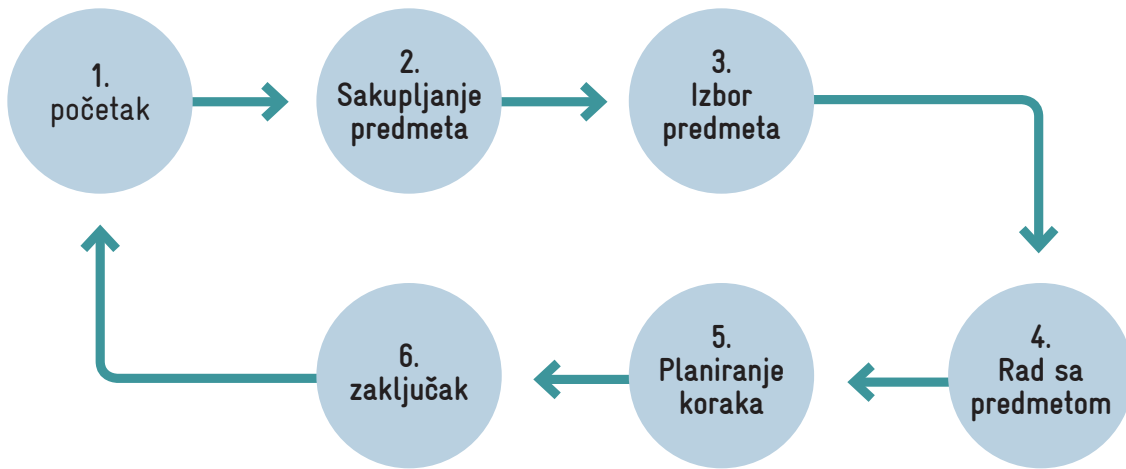 1.
početak
2.
Sakupljanje
predmeta
3.
Izbor
predmeta
4.
Rad sa
predmetom
5.
Planiranje
koraka
6.
zaključak